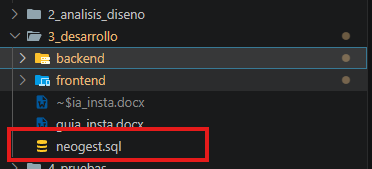 2_analisis_diseno
3_desarrollo
backend
frontend
~$ia_insta.docx
guia_insta.docx
neogest.sql
4_pruebas